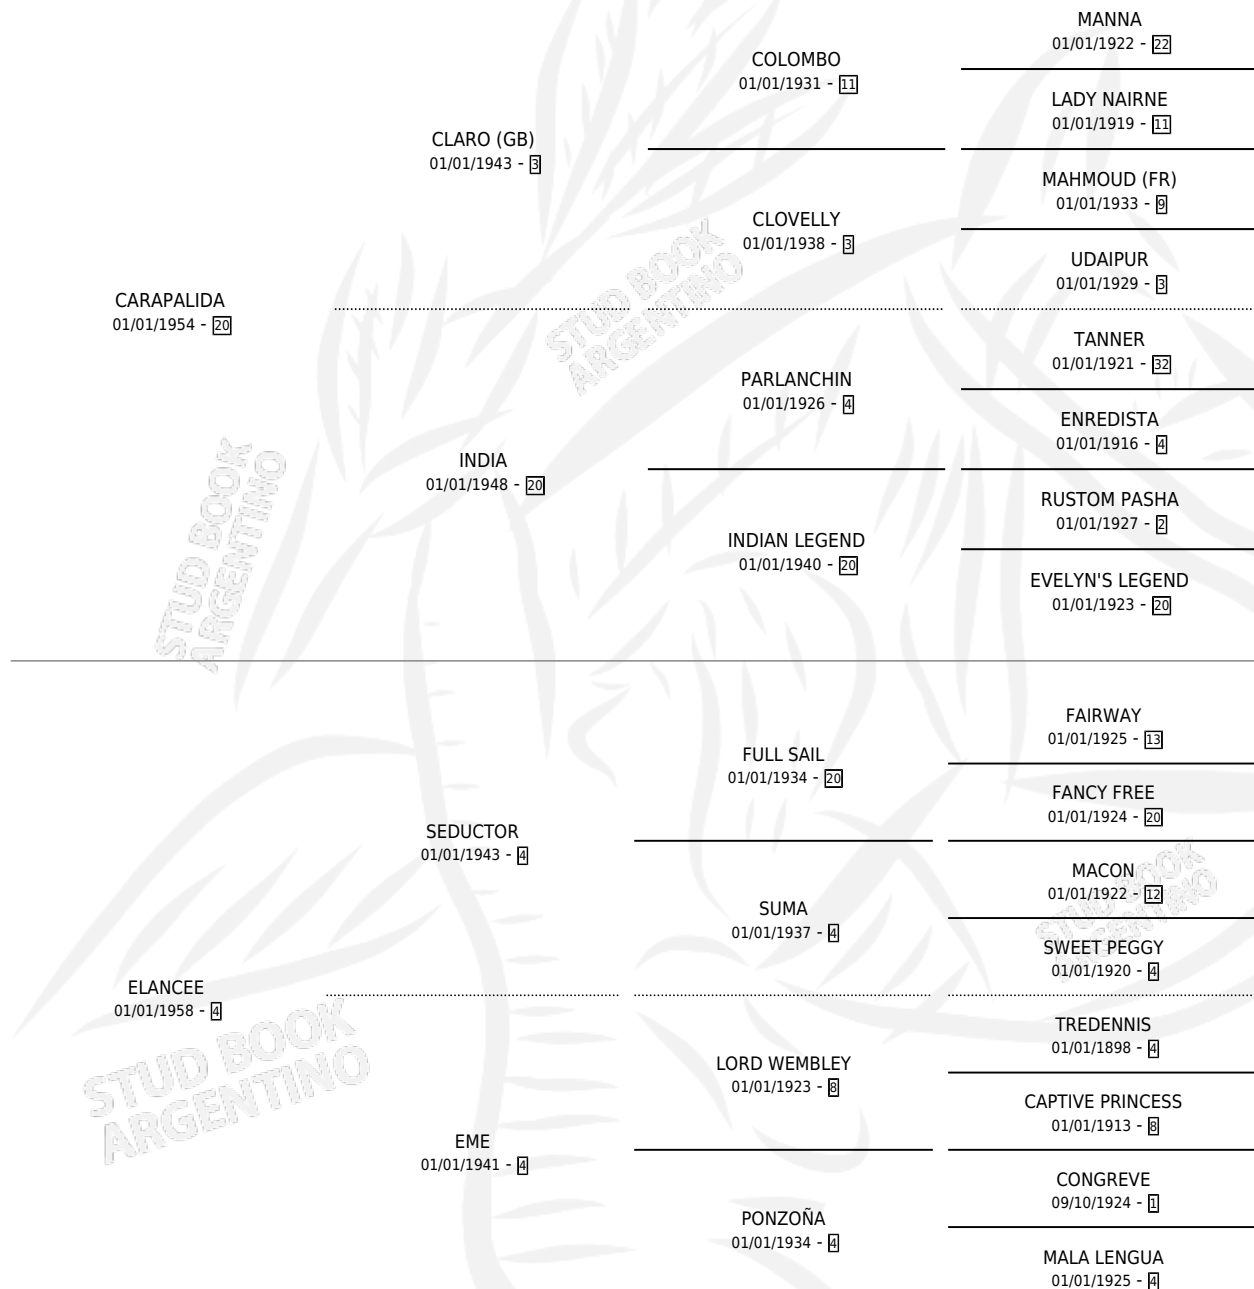 MANNA
01/01/1922 - 22
COLOMBO
01/01/1931 - 11
LADY NAIRNE
01/01/1919 - 11
CLARO (GB)
01/01/1943 - 3
MAHMOUD (FR)
01/01/1933 - 9
CLOVELLY
01/01/1938 - 3
UDAIPUR
01/01/1929 - 3
CARAPALIDA
01/01/1954 - 20
STUD BOOK
ARGENTINO
TANNER
01/01/1921 - 32
PARLANCHIN
01/01/1926 - 4
ENREDISTA
01/01/1916 - 4
INDIA
01/01/1948 - 20
RUSTOM PASHA
01/01/1927 - 2
INDIAN LEGEND
01/01/1940 - 20
EVELYN'S LEGEND
01/01/1923 - 20
STUD BOOK
ARGENTINO
FAIRWAY
01/01/1925 - 13
FULL SAIL
01/01/1934 - 20
FANCY FREE
01/01/1924 - 20
SEDUCTOR
01/01/1943 - 4
MACON
01/01/1922 - 12
SUMA
01/01/1937 - 4
STUD BOOK
ARGENTINO
SWEET PEGGY
01/01/1920 - 4
ELANCEE
01/01/1958 - 4
STUD BOOK
ARGENTINO
TREDENNIS
01/01/1898 - 4
LORD WEMBLEY
01/01/1923 - 8
CAPTIVE PRINCESS
01/01/1913 - 8
EME
01/01/1941 - 4
CONGREVE
09/10/1924 - 1
PONZOÑA
01/01/1934 - 4
MALA LENGUA
01/01/1925 - 4